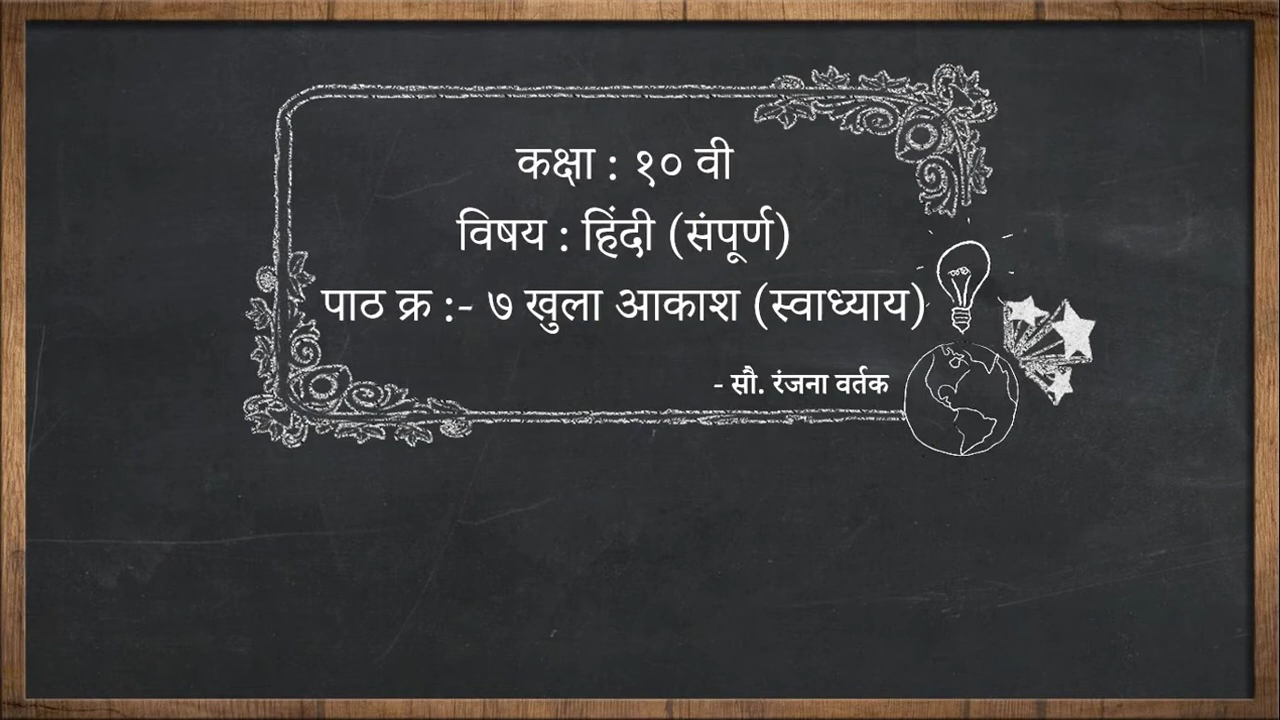 कक्षा : १० वी
विषय : हिंदी (संपूर्ण)
पाठ क्र :- ७ खुला आकाश (स्वाध्याय)
- सौ. रंजना वर्तक